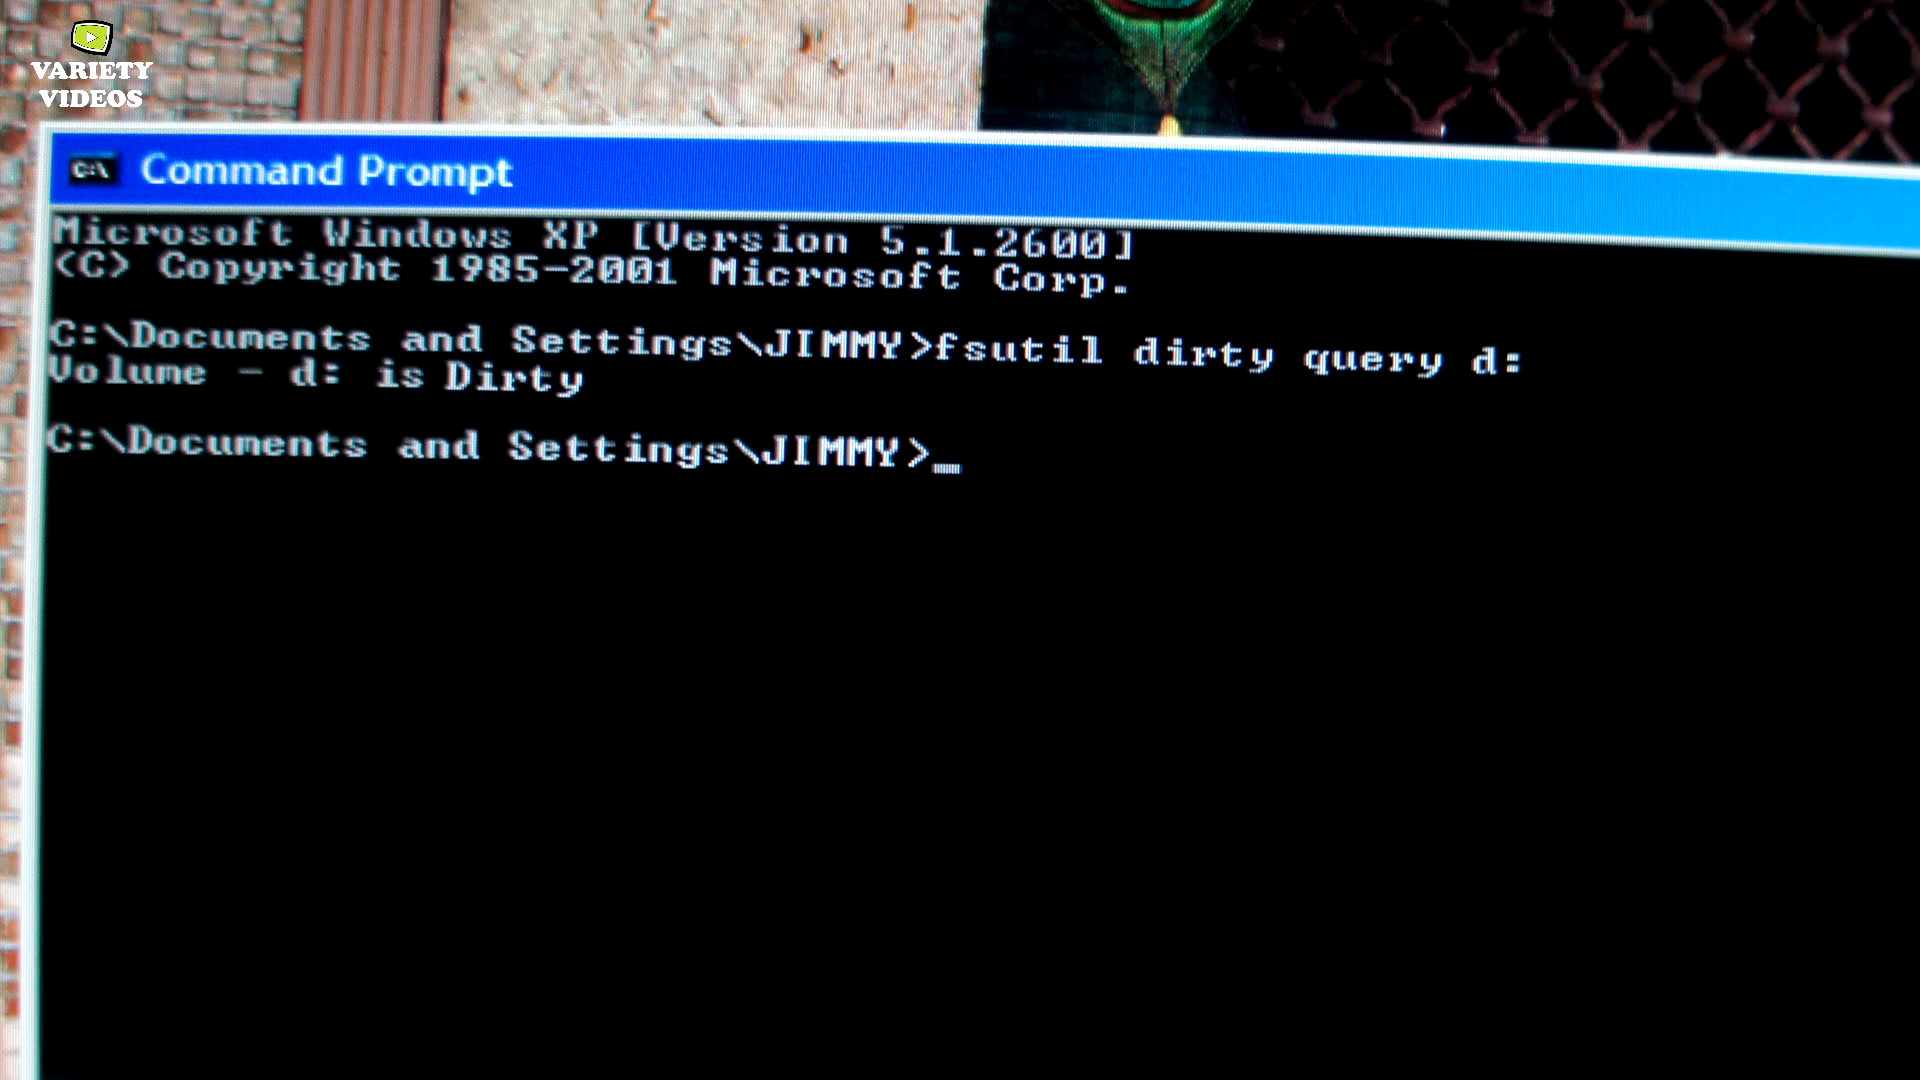 VARIETY
VIDEOS
C:\ Command Prompt
Microsoft Windows XP [Version 5.1.2600]
(C) Copyright 1985-2001 Microsoft Corp.
C:\Documents and Settings\JIMMY>fsutil dirty query d:
Volume - d: is Dirty
C:\Documents and Settings\JIMMY>_